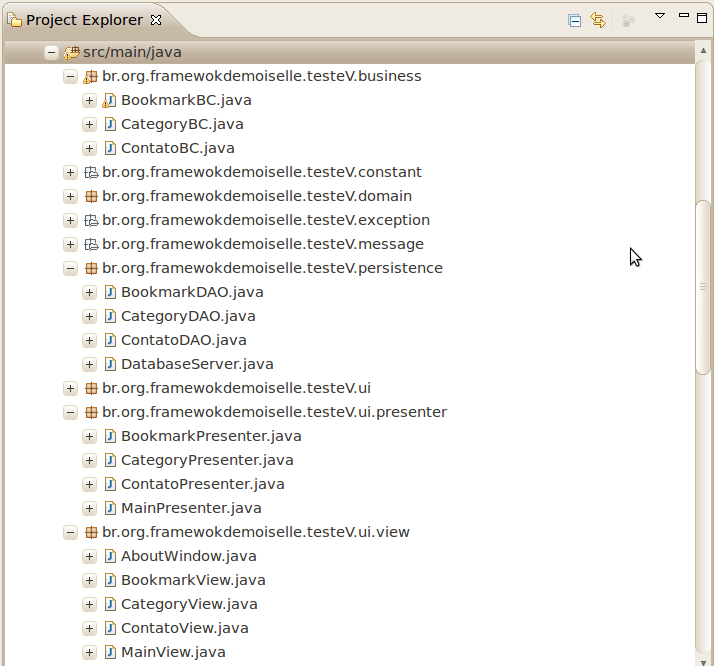 Project Explorer
src/main/java
br.org.framewokdemoiselle.testeV.business
BookmarkBC.java
CategoryBC.java
ContatoBC.java
br.org.framewokdemoiselle.testeV.constant
br.org.framewokdemoiselle.testeV.domain
br.org.framewokdemoiselle.testeV.exception
br.org.framewokdemoiselle.testeV.message
br.org.framewokdemoiselle.testeV.persistence
BookmarkDAO.java
CategoryDAO.java
ContatoDAO.java
DatabaseServer.java
br.org.framewokdemoiselle.testeV.ui
br.org.framewokdemoiselle.testeV.ui.presenter
BookmarkPresenter.java
CategoryPresenter.java
ContatoPresenter.java
MainPresenter.java
br.org.framewokdemoiselle.testeV.ui.view
AboutWindow.java
BookmarkView.java
CategoryView.java
ContatoView.java
MainView.java